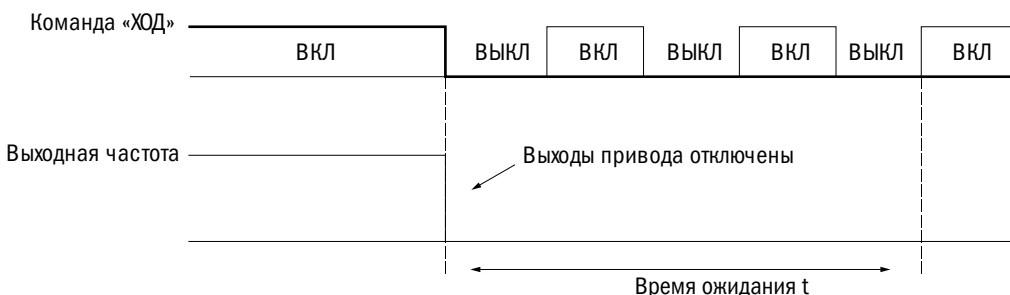 Команда «ХОД»
ВКЛ ВЫКЛ ВКЛ ВЫКЛ ВКЛ ВЫКЛ ВКЛ
Выходная частота
Выходы привода отключены
Время ожидания t